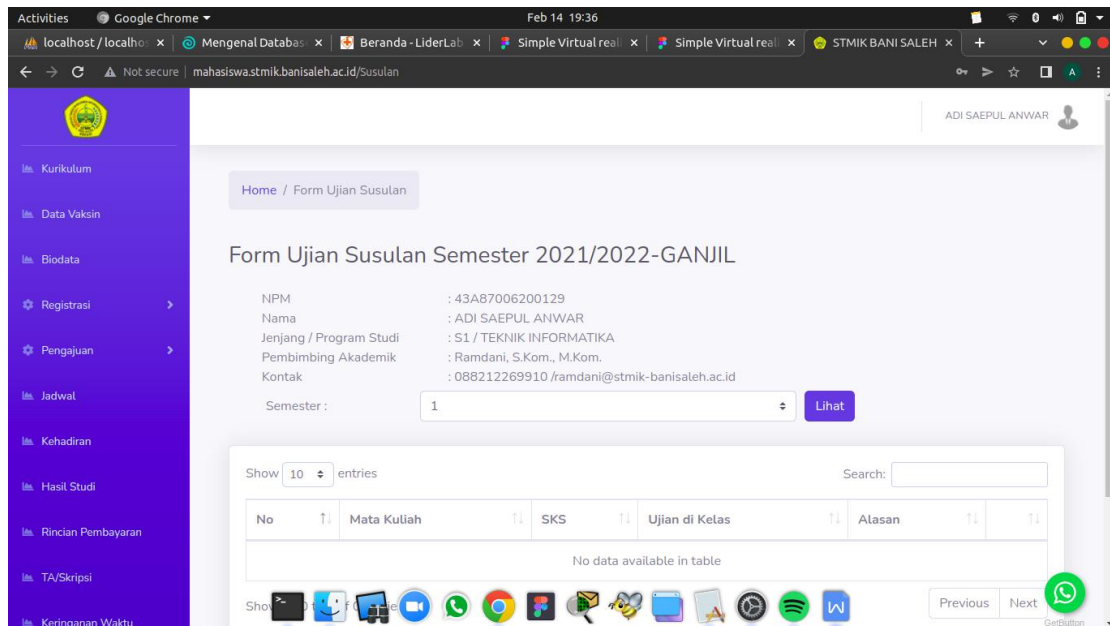 Activities Google Chrome Feb 14 19:36
localhost / localhos Mengenal Databas Beranda - LiderLab Simple Virtual reali Simple Virtual reali STMIK BANI SALEH
Not secure mahasiswa.stmik.banisaleh.ac.id/Susulan A
ADI SAEPUL ANWAR
Kurikulum
Data Vaksin
Biodata
Registrasi
Pengajuan
Jadwal
Kehadiran
Hasil Studi
Rincian Pembayaran
TA/Skripsi
Keringanan Waktu
Home / Form Ujian Susulan
Form Ujian Susulan Semester 2021/2022-GANJIL
NPM : 43A87006200129
Nama : ADI SAEPUL ANWAR
Jenjang / Program Studi : S1 / TEKNIK INFORMATIKA
Pembimbing Akademik : Ramdani, S.Kom., M.Kom.
Kontak : 088212269910 /ramdani@stmik-banisaleh.ac.id
Semester : 1 Lihat
Show 10 entries Search:
No Mata Kuliah SKS Ujian di Kelas Alasan
No data available in table
Previous Next
GetButton